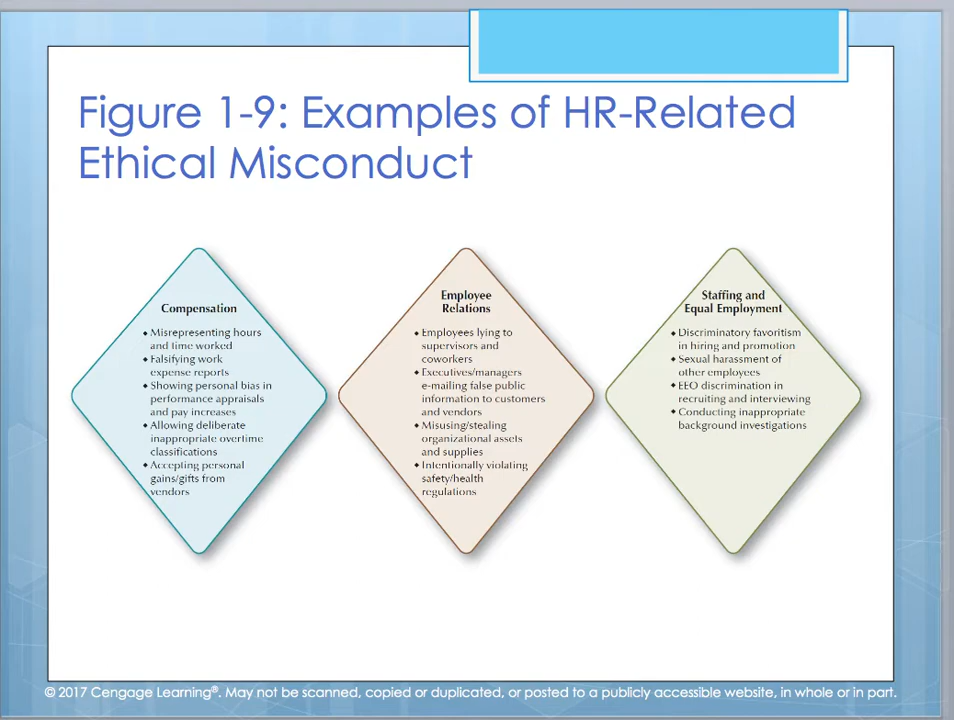 Figure 1-9: Examples of HR-Related
Ethical Misconduct
Compensation
◆ Misrepresenting hours
and time worked
◆ Falsifying work
expense reports
◆ Showing personal bias in
performance appraisals
and pay increases
◆ Allowing deliberate
inappropriate overtime
classifications
◆ Accepting personal
gains/gifts from
vendors
Employee
Relations
◆ Employees lying to
supervisors and
coworkers
◆ Executives/managers
e-mailing false public
information to customers
and vendors
◆ Misusing/stealing
organizational assets
and supplies
◆ Intentionally violating
safety/health
regulations
Staffing and
Equal Employment
◆ Discriminatory favoritism
in hiring and promotion
◆ Sexual harassment of
other employees
◆ EEO discrimination in
recruiting and interviewing
◆ Conducting inappropriate
background investigations
© 2017 Cengage Learning®. May not be scanned, copied or duplicated, or posted to a publicly accessible website, in whole or in part.